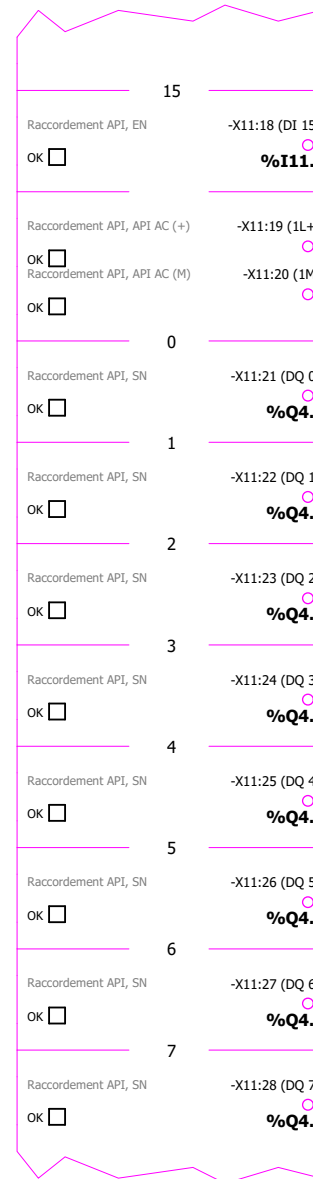 15
Raccordement API, EN -X11:18 (DI 15
OK
%I11.
Raccordement API, API AC (+) -X11:19 (1L+
OK
Raccordement API, API AC (M) -X11:20 (1M
OK
0
Raccordement API, SN -X11:21 (DQ 0
OK
%Q4.
1
Raccordement API, SN -X11:22 (DQ 1
OK
%Q4.
2
Raccordement API, SN -X11:23 (DQ 2
OK
%Q4.
3
Raccordement API, SN -X11:24 (DQ 3
OK
%Q4.
4
Raccordement API, SN -X11:25 (DQ 4
OK
%Q4.
5
Raccordement API, SN -X11:26 (DQ 5
OK
%Q4.
6
Raccordement API, SN -X11:27 (DQ 6
OK
%Q4.
7
Raccordement API, SN -X11:28 (DQ 7
OK
%Q4.